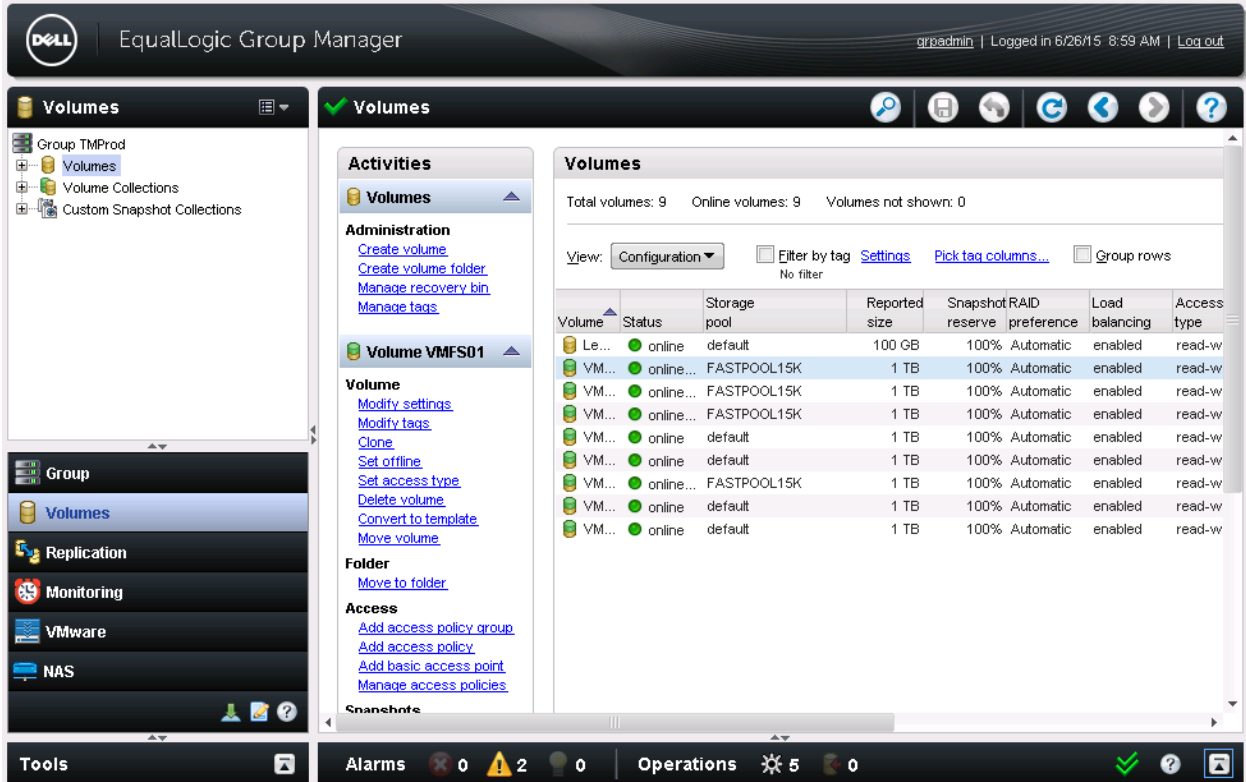 DELL
EqualLogic Group Manager
grpadmin | Logged in 6/26/15 8:59 AM | Log out
Volumes
Group TMProd
Volumes
Volume Collections
Custom Snapshot Collections
Group
Volumes
Replication
Monitoring
VMware
NAS
Tools
Volumes
Activities
Volumes
Administration
Create volume
Create volume folder
Manage recovery bin
Manage tags
Volume VMFS01
Volume
Modify settings
Modify tags
Clone
Set offline
Set access type
Delete volume
Convert to template
Move volume
Folder
Move to folder
Access
Add access policy group
Add access policy
Add basic access point
Manage access policies
Snapshots
Volumes
Total volumes: 9 Online volumes: 9 Volumes not shown: 0
View: Configuration Filter by tag Settings Pick tag columns... Group rows
No filter
Volume Status Storage pool Reported size Snapshot reserve RAID preference Load balancing Access type
Le... online default 100 GB 100% Automatic enabled read-w
VM... online... FASTPOOL15K 1 TB 100% Automatic enabled read-w
VM... online... FASTPOOL15K 1 TB 100% Automatic enabled read-w
VM... online... FASTPOOL15K 1 TB 100% Automatic enabled read-w
VM... online default 1 TB 100% Automatic enabled read-w
VM... online default 1 TB 100% Automatic enabled read-w
VM... online... FASTPOOL15K 1 TB 100% Automatic enabled read-w
VM... online default 1 TB 100% Automatic enabled read-w
VM... online default 1 TB 100% Automatic enabled read-w
Alarms 0 2 0 Operations 5 0